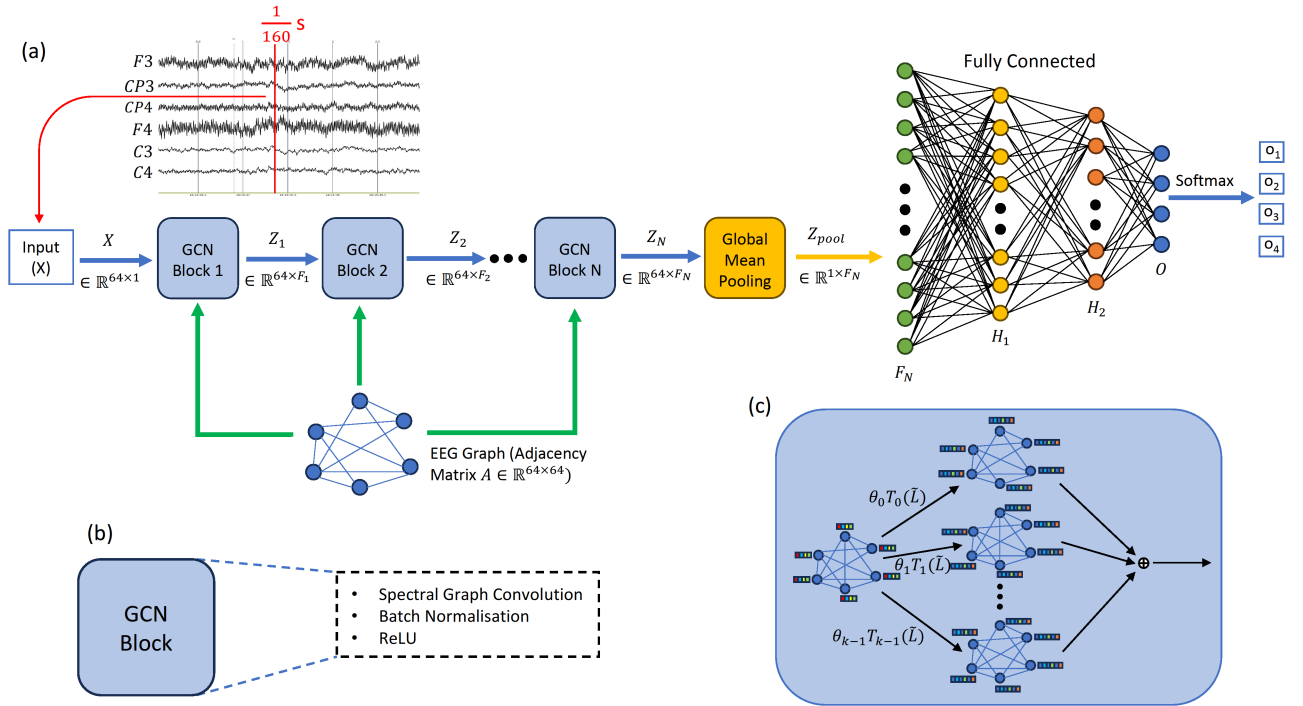 (a)
1
160
s
F3
CP3
CP4
F4
C3
C4
Input
(X)
X
∈ ℝ^{64×1}
GCN
Block 1
Z_1
∈ ℝ^{64×F_1}
GCN
Block 2
Z_2
∈ ℝ^{64×F_2}
GCN
Block N
Z_N
∈ ℝ^{64×F_N}
Global
Mean
Pooling
Z_{pool}
∈ ℝ^{1×F_N}
Fully Connected
F_N
H_1
H_2
O
Softmax
o_1
o_2
o_3
o_4
EEG Graph (Adjacency
Matrix A ∈ ℝ^{64×64})
(b)
GCN
Block
• Spectral Graph Convolution
• Batch Normalisation
• ReLU
(c)
θ_0T_0(L̃)
θ_1T_1(L̃)
θ_{k−1}T_{k−1}(L̃)